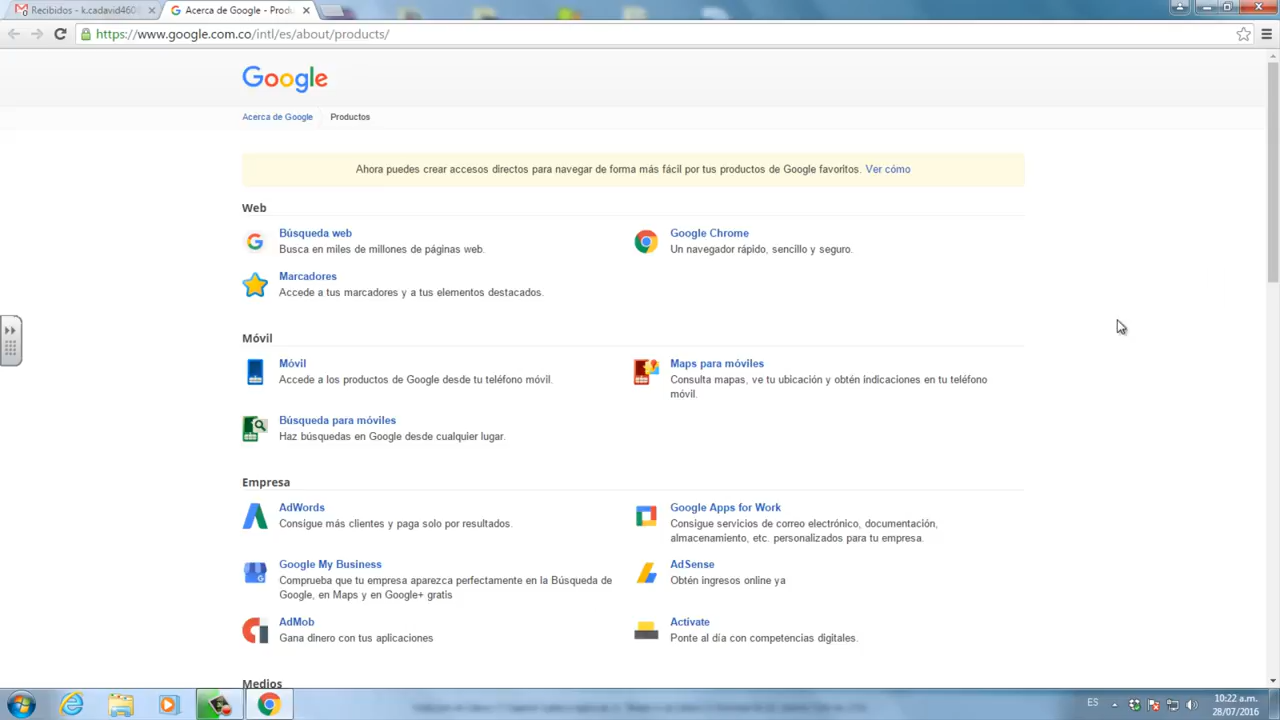 Recibidos - k.cadavid460
Acerca de Google - Produ
https://www.google.com.co/intl/es/about/products/
Google
Acerca de Google
Productos
Ahora puedes crear accesos directos para navegar de forma más fácil por tus productos de Google favoritos. Ver cómo
Web
Búsqueda web
Busca en miles de millones de páginas web.
Google Chrome
Un navegador rápido, sencillo y seguro.
Marcadores
Accede a tus marcadores y a tus elementos destacados.
Móvil
Móvil
Accede a los productos de Google desde tu teléfono móvil.
Maps para móviles
Consulta mapas, ve tu ubicación y obtén indicaciones en tu teléfono
móvil.
Búsqueda para móviles
Haz búsquedas en Google desde cualquier lugar.
Empresa
AdWords
Consigue más clientes y paga solo por resultados.
Google Apps for Work
Consigue servicios de correo electrónico, documentación,
almacenamiento, etc. personalizados para tu empresa.
Google My Business
Comprueba que tu empresa aparezca perfectamente en la Búsqueda de
Google, en Maps y en Google+ gratis
AdSense
Obtén ingresos online ya
AdMob
Gana dinero con tus aplicaciones
Actívate
Ponte al día con competencias digitales.
Medios
ES
10:22 a.m.
28/07/2016